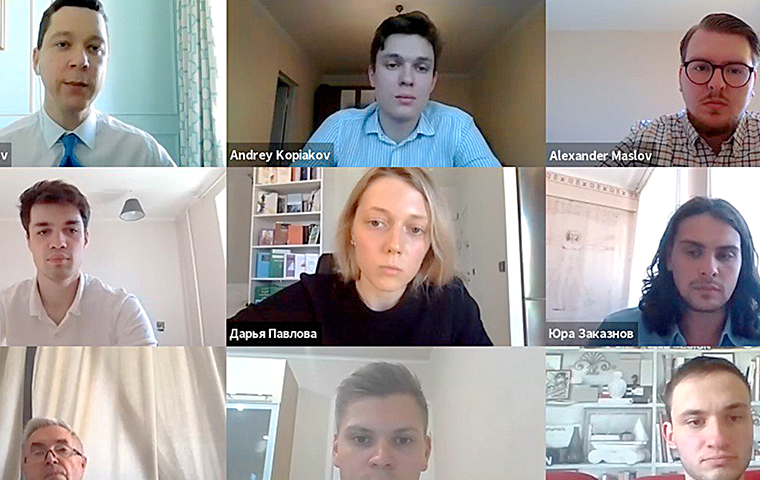 v
Andrey Kopiakov
Alexander Maslov
Дарья Павлова
Юра Заказнов